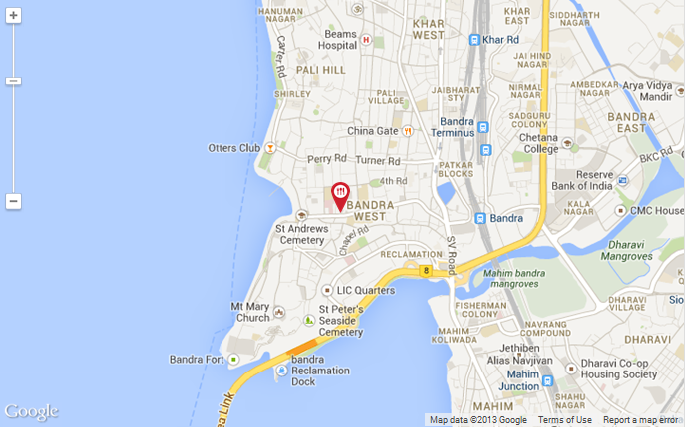 HANUMAN
NAGAR
KHAR
WEST
KHAR
EAST
SIDDHARTH
NAGAR
Beams
Hospital
H
Khar Rd
Carter Rd
PALI HILL
JAI HIND
NAGAR
SHIRLEY
PALI
VILLAGE
JAIBHARAT
STY
NIRMAL
NAGAR
AMBEDKAR
NAGAR
Arya Vidya
Mandir
China Gate
Bandra
Terminus
SADGURU
COLONY
BANDRA
EAST
Chetana
College
Otters Club
Perry Rd
Turner Rd
PATKAR
BLOCKS
BKC Rd
4th Rd
Reserve
Bank of India
BANDRA
WEST
KALA
NAGAR
CMC House
Bandra
St Andrews
Cemetery
Chapel Rd
RECLAMATION
SV Road
Dharavi
Mangroves
8
Mahim bandra
mangroves
LIC Quarters
DHARAVI
VILLAGE
Sio
Mt Mary
Church
St Peter's
Seaside
Cemetery
FISHERMAN
COLONY
MAHIM
KOLIWADA
NAVRANG
COMPOUND
DHARAVI
Jethiben
Alias Navjivan
Bandra For
bandra
Reclamation
Dock
Dharavi Co-op
Housing Society
Mahim
Junction
ea Link
MAHIM
Google
Map data ©2013 Google
Terms of Use
Report a map error